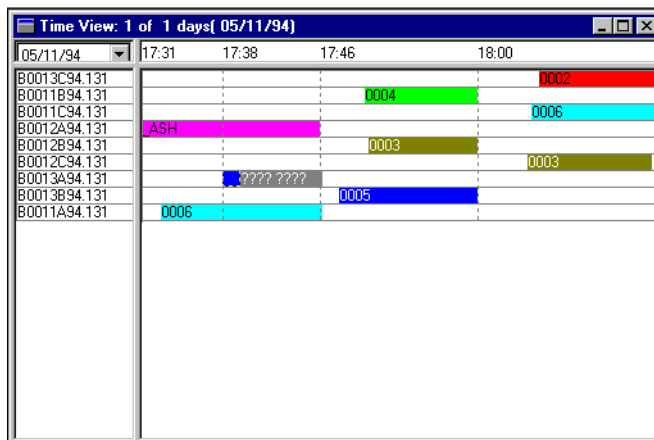 Time View: 1 of 1 days( 05/11/94)
05/11/94 17:31 17:38 17:46 18:00
B0013C94.131 0002
B0011B94.131 0004
B0011C94.131 0006
B0012A94.131 _ASH
B0012B94.131 0003
B0012C94.131 0003
B0013A94.131 ???? ????
B0013B94.131 0005
B0011A94.131 0006